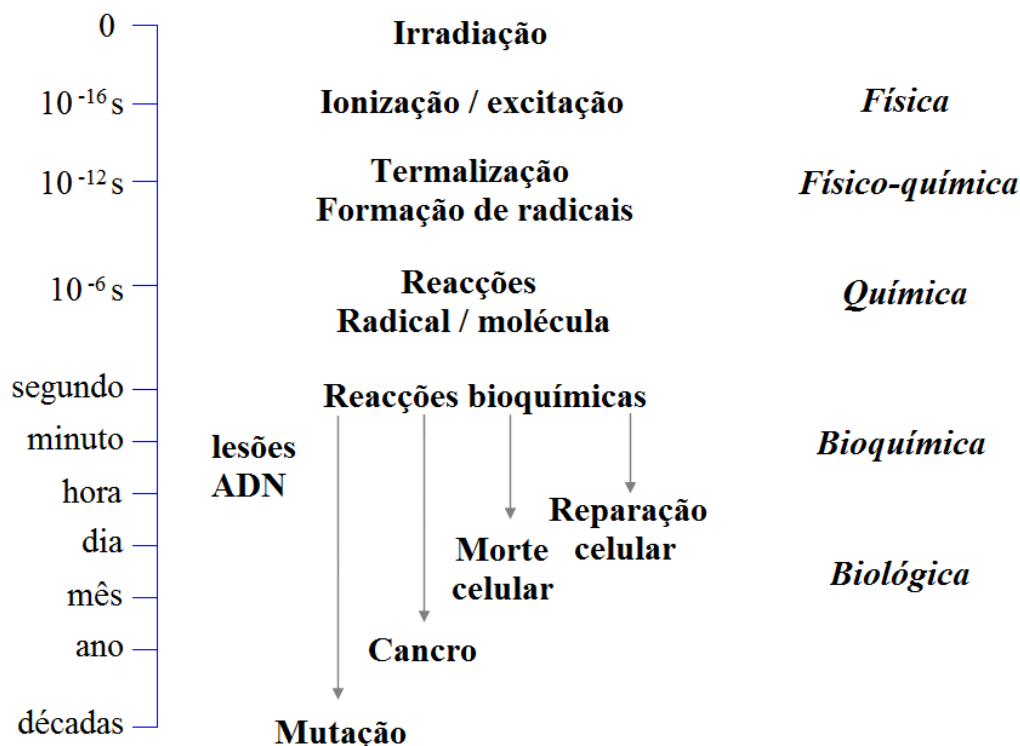 0
Irradiação
10⁻¹⁶ s
Ionização / excitação
Física
Termalização
10⁻¹² s
Físico-química
Formação de radicais
Reacções
10⁻⁶ s
Química
Radical / molécula
segundo
Reacções bioquímicas
minuto
lesões
Bioquímica
ADN
hora
Reparação
celular
dia
Morte
celular
Biológica
mês
ano
Cancro
décadas
Mutação